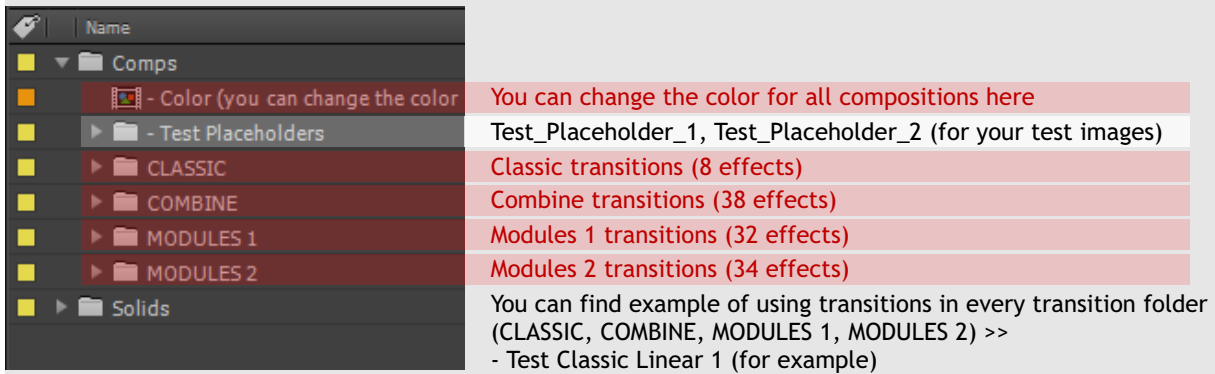 Name
Comps
- Color (you can change the color You can change the color for all compositions here
- Test Placeholders Test_Placeholder_1, Test_Placeholder_2 (for your test images)
CLASSIC Classic transitions (8 effects)
COMBINE Combine transitions (38 effects)
MODULES 1 Modules 1 transitions (32 effects)
MODULES 2 Modules 2 transitions (34 effects)
Solids You can find example of using transitions in every transition folder
(CLASSIC, COMBINE, MODULES 1, MODULES 2) >>
- Test Classic Linear 1 (for example)